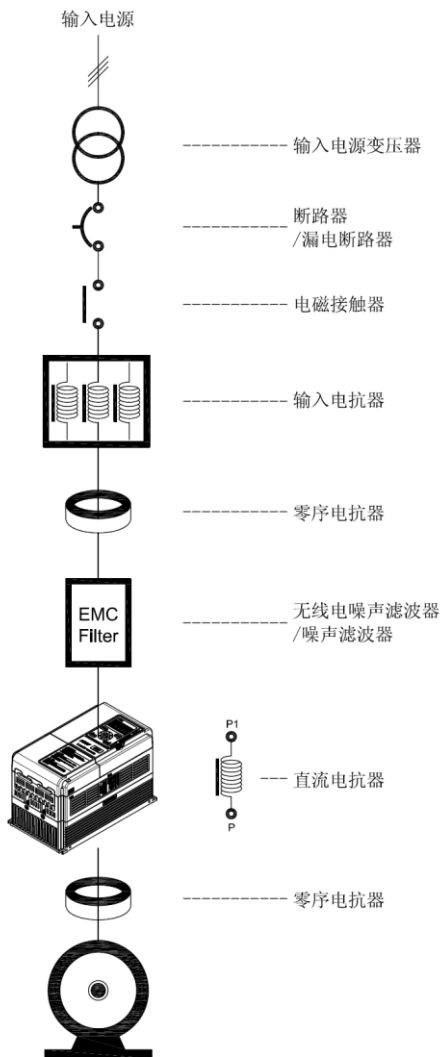 输入电源
输入电源变压器
断路器
/漏电断路器
电磁接触器
输入电抗器
零序电抗器
EMC
Filter
无线电噪声滤波器
/噪声滤波器
P1
直流电抗器
P
零序电抗器